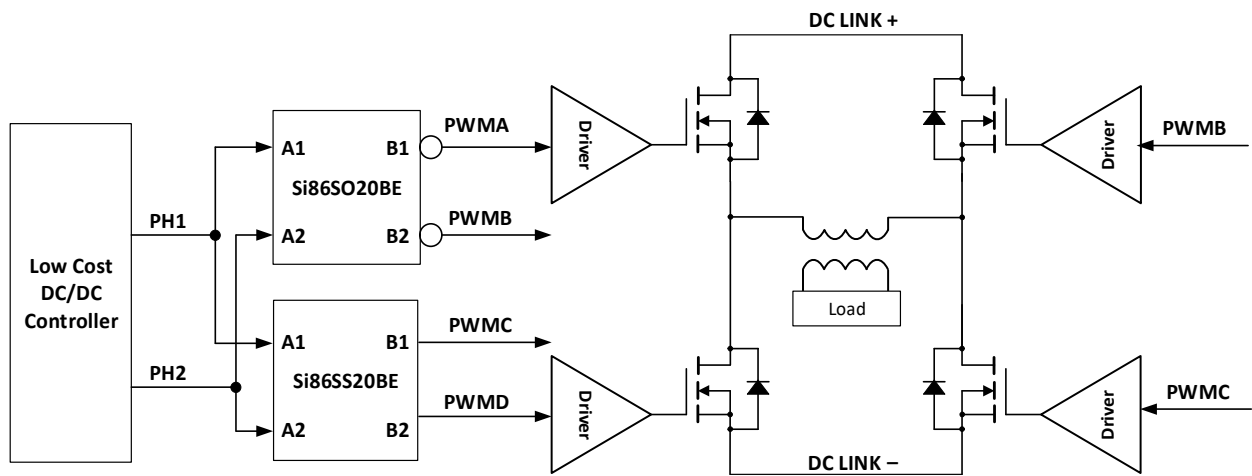 DC LINK +
A1
B1
PWMA
Driver
Driver
PWMB
Si86SO20BE
PH1
A2
B2
PWMB
Low Cost
DC/DC
Controller
Load
A1
B1
PWMC
PH2
Si86SS20BE
A2
B2
PWMD
Driver
Driver
PWMC
DC LINK –